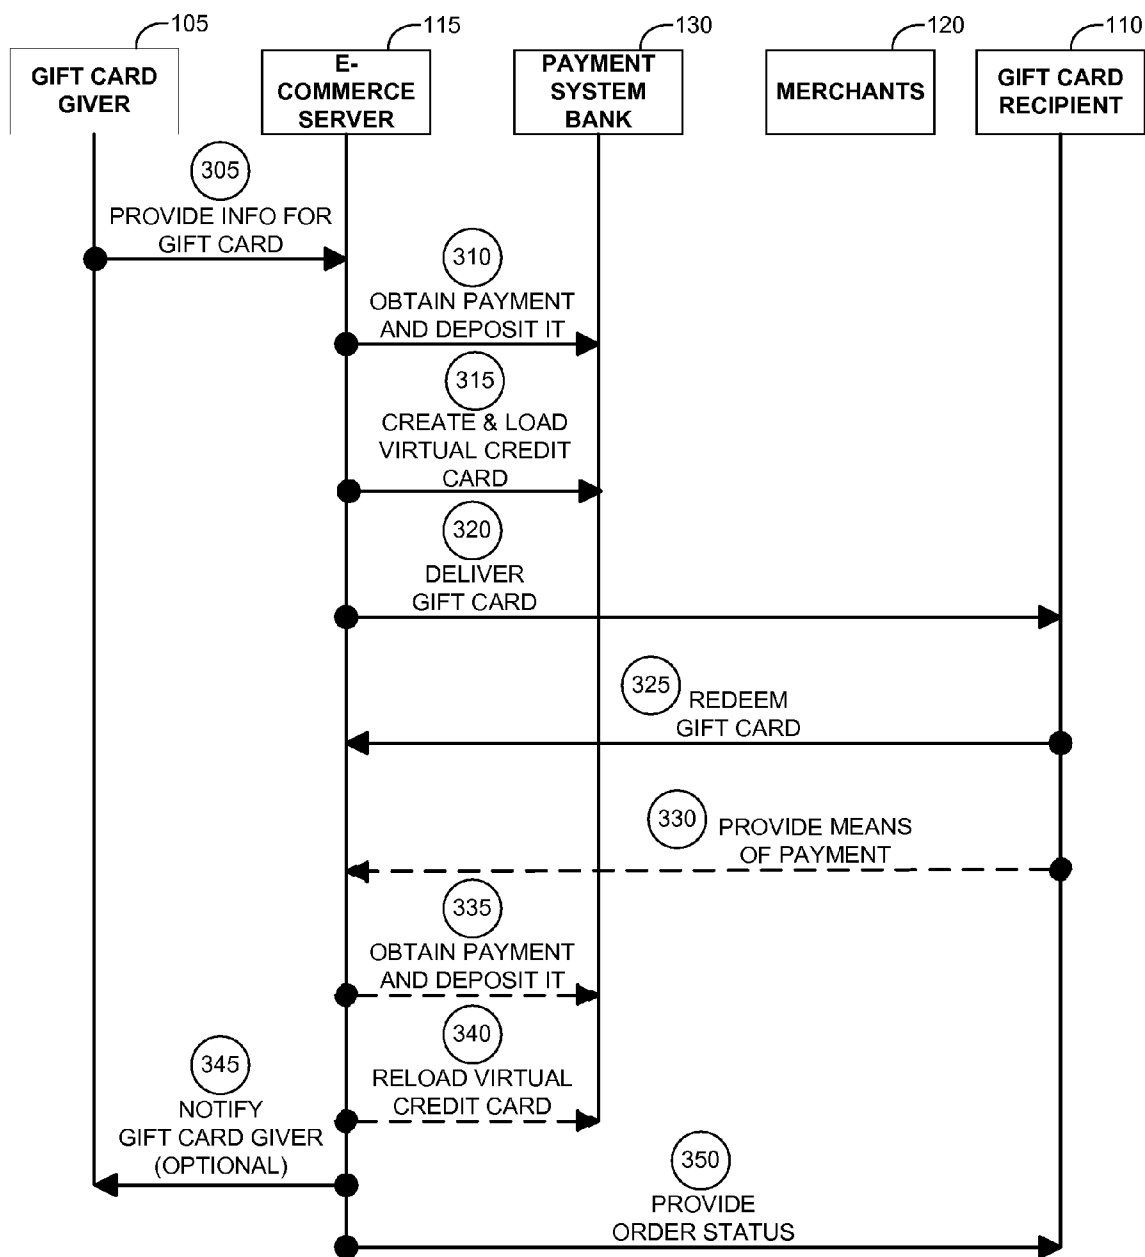 105
115
130
120
110
GIFT CARD
GIVER
E-
COMMERCE
SERVER
PAYMENT
SYSTEM
BANK
MERCHANTS
GIFT CARD
RECIPIENT
305
PROVIDE INFO FOR
GIFT CARD
310
OBTAIN PAYMENT
AND DEPOSIT IT
315
CREATE & LOAD
VIRTUAL CREDIT
CARD
320
DELIVER
GIFT CARD
325
REDEEM
GIFT CARD
330
PROVIDE MEANS
OF PAYMENT
335
OBTAIN PAYMENT
AND DEPOSIT IT
340
RELOAD VIRTUAL
CREDIT CARD
345
NOTIFY
GIFT CARD GIVER
(OPTIONAL)
350
PROVIDE
ORDER STATUS